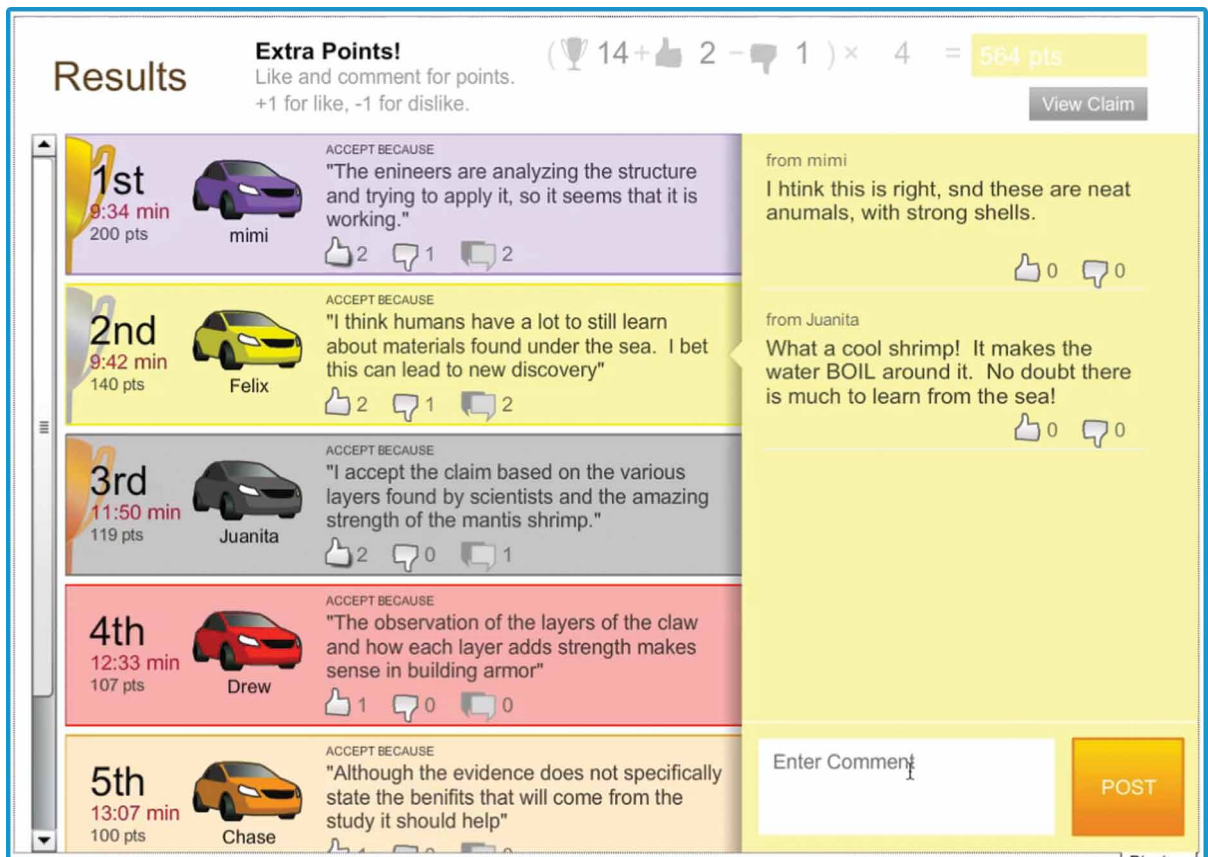 Results
Extra Points!
Like and comment for points.
+1 for like, -1 for dislike.
( 14 + 2 − 1 ) × 4 = 564 pts
View Claim
1st
9:34 min
200 pts
mimi
ACCEPT BECAUSE
"The enineers are analyzing the structure
and trying to apply it, so it seems that it is
working."
2 1 2
2nd
9:42 min
140 pts
Felix
ACCEPT BECAUSE
"I think humans have a lot to still learn
about materials found under the sea. I bet
this can lead to new discovery"
2 1 2
3rd
11:50 min
119 pts
Juanita
ACCEPT BECAUSE
"I accept the claim based on the various
layers found by scientists and the amazing
strength of the mantis shrimp."
2 0 1
4th
12:33 min
107 pts
Drew
ACCEPT BECAUSE
"The observation of the layers of the claw
and how each layer adds strength makes
sense in building armor"
1 0 0
5th
13:07 min
100 pts
Chase
ACCEPT BECAUSE
"Although the evidence does not specifically
state the benifits that will come from the
study it should help"
from mimi
I htink this is right, snd these are neat
anumals, with strong shells.
0 0
from Juanita
What a cool shrimp! It makes the
water BOIL around it. No doubt there
is much to learn from the sea!
0 0
Enter Comment
POST